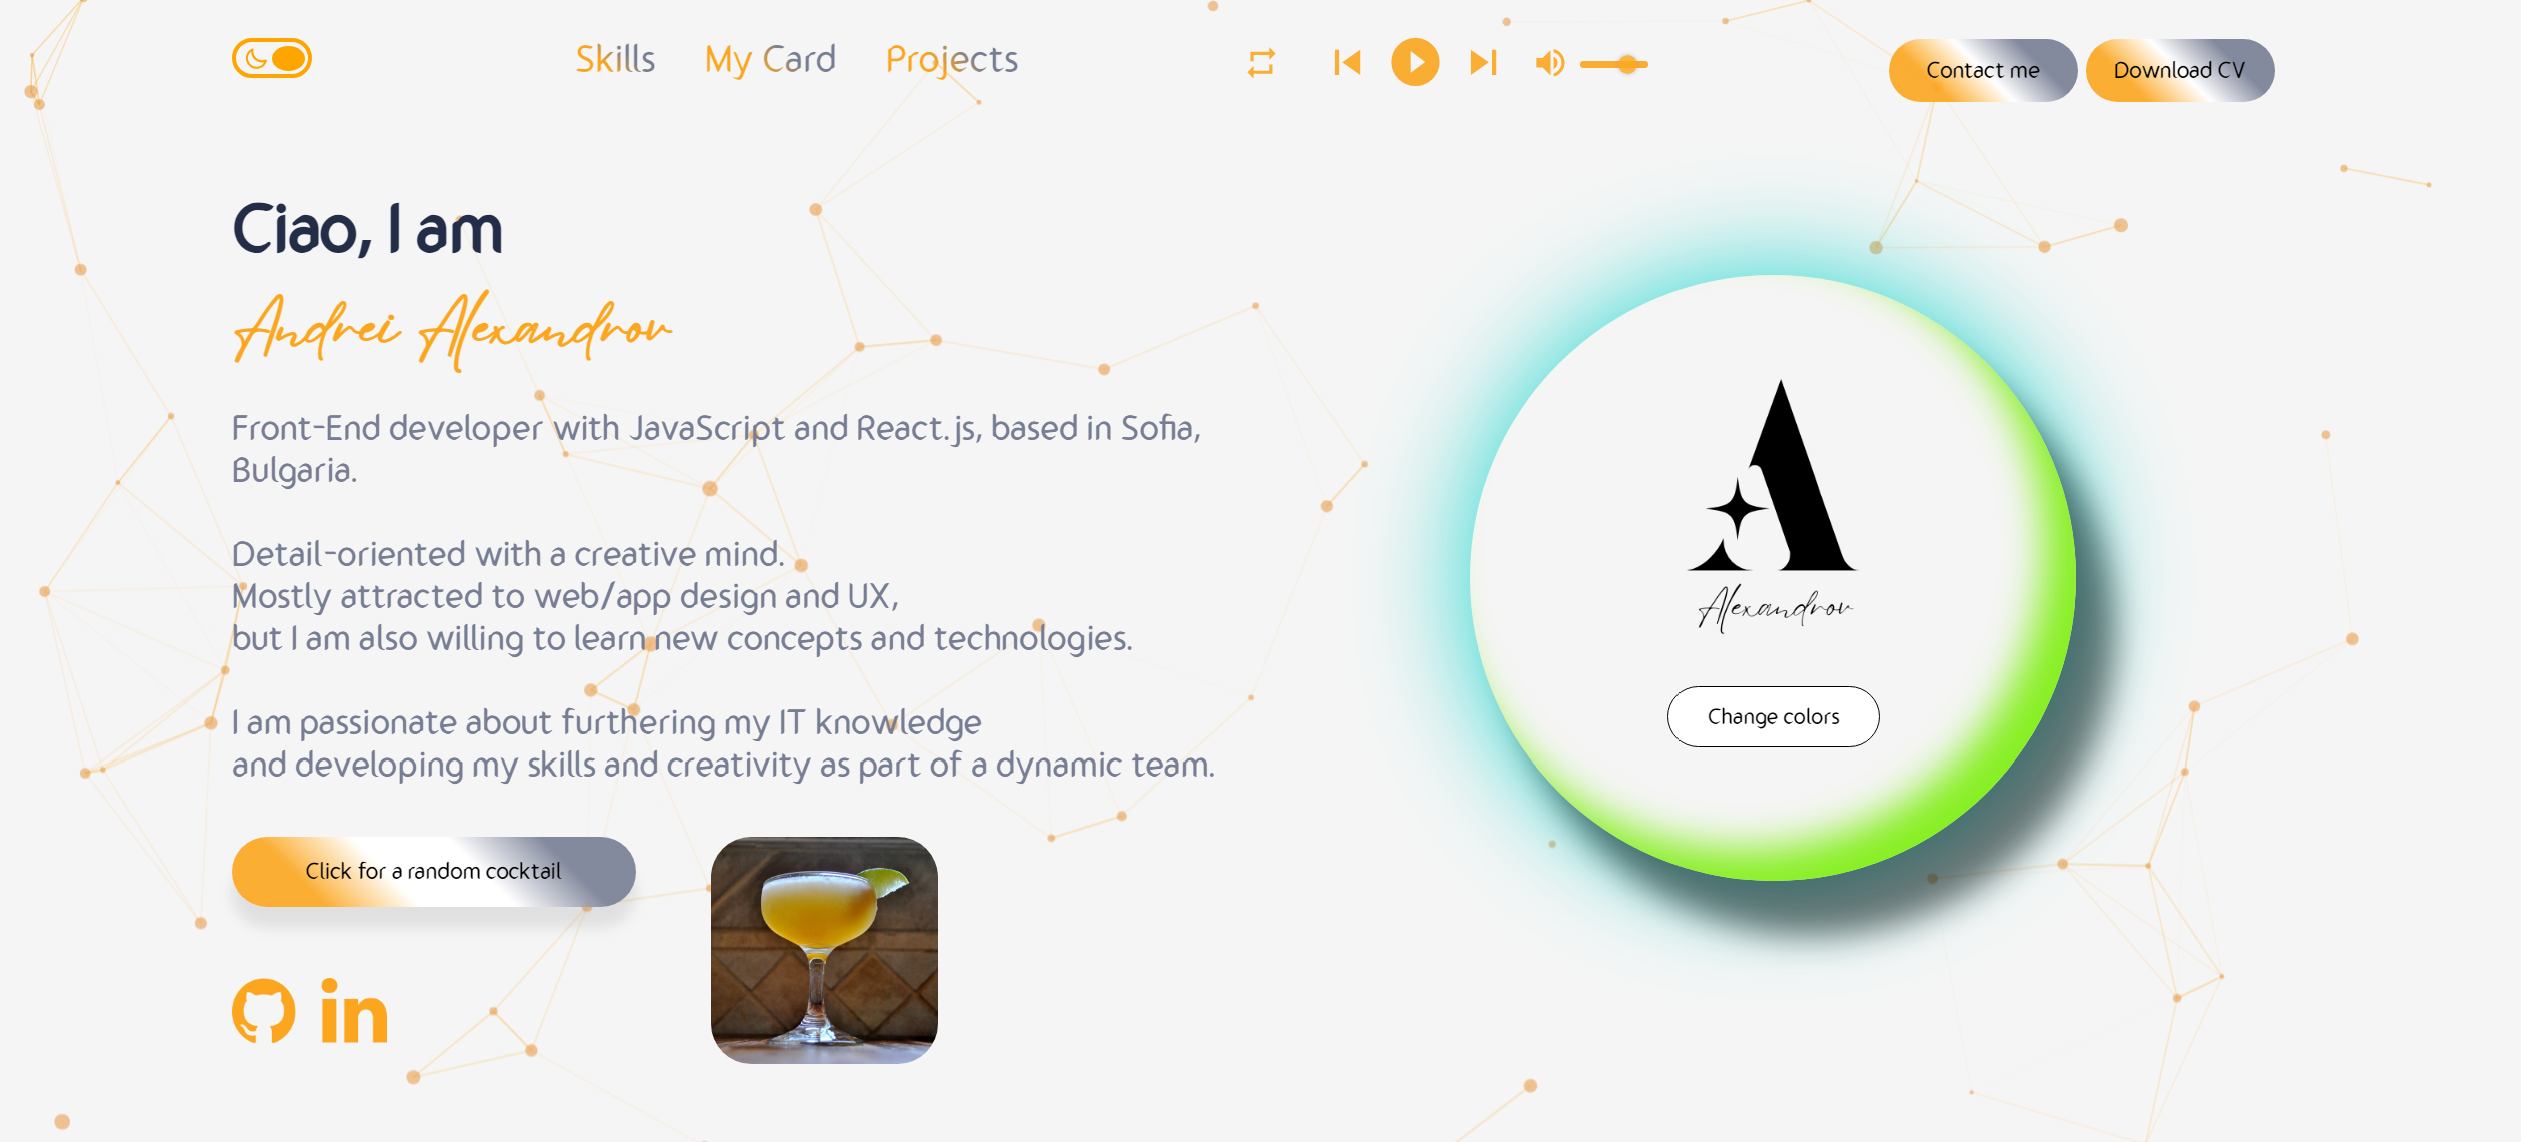 Skills My Card Projects
Contact me Download CV
Ciao, I am
Andrei Alexandrov
Front-End developer with JavaScript and React.js, based in Sofia,
Bulgaria.
Detail-oriented with a creative mind.
Mostly attracted to web/app design and UX,
but I am also willing to learn new concepts and technologies.
I am passionate about furthering my IT knowledge
and developing my skills and creativity as part of a dynamic team.
Click for a random cocktail
in
A
Alexandrov
Change colors